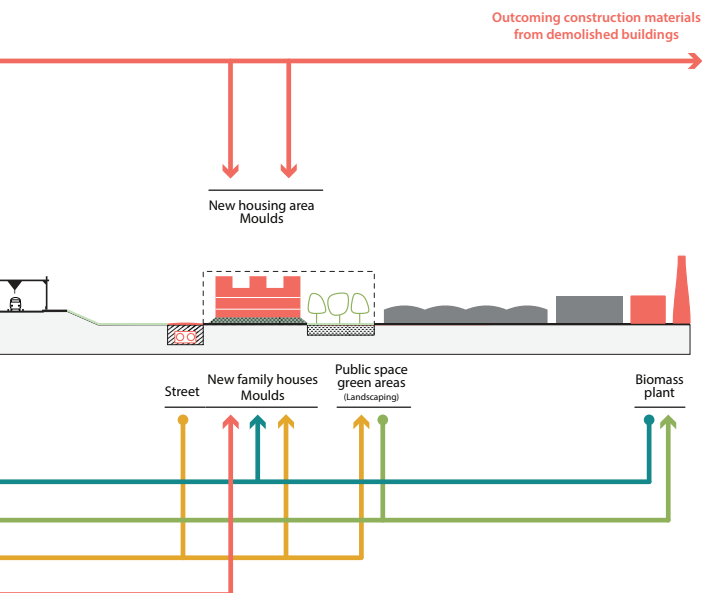 Outcoming construction materials
from demolished buildings
New housing area
Moulds
Street
New family houses
Moulds
Public space
green areas
(Landscaping)
Biomass
plant